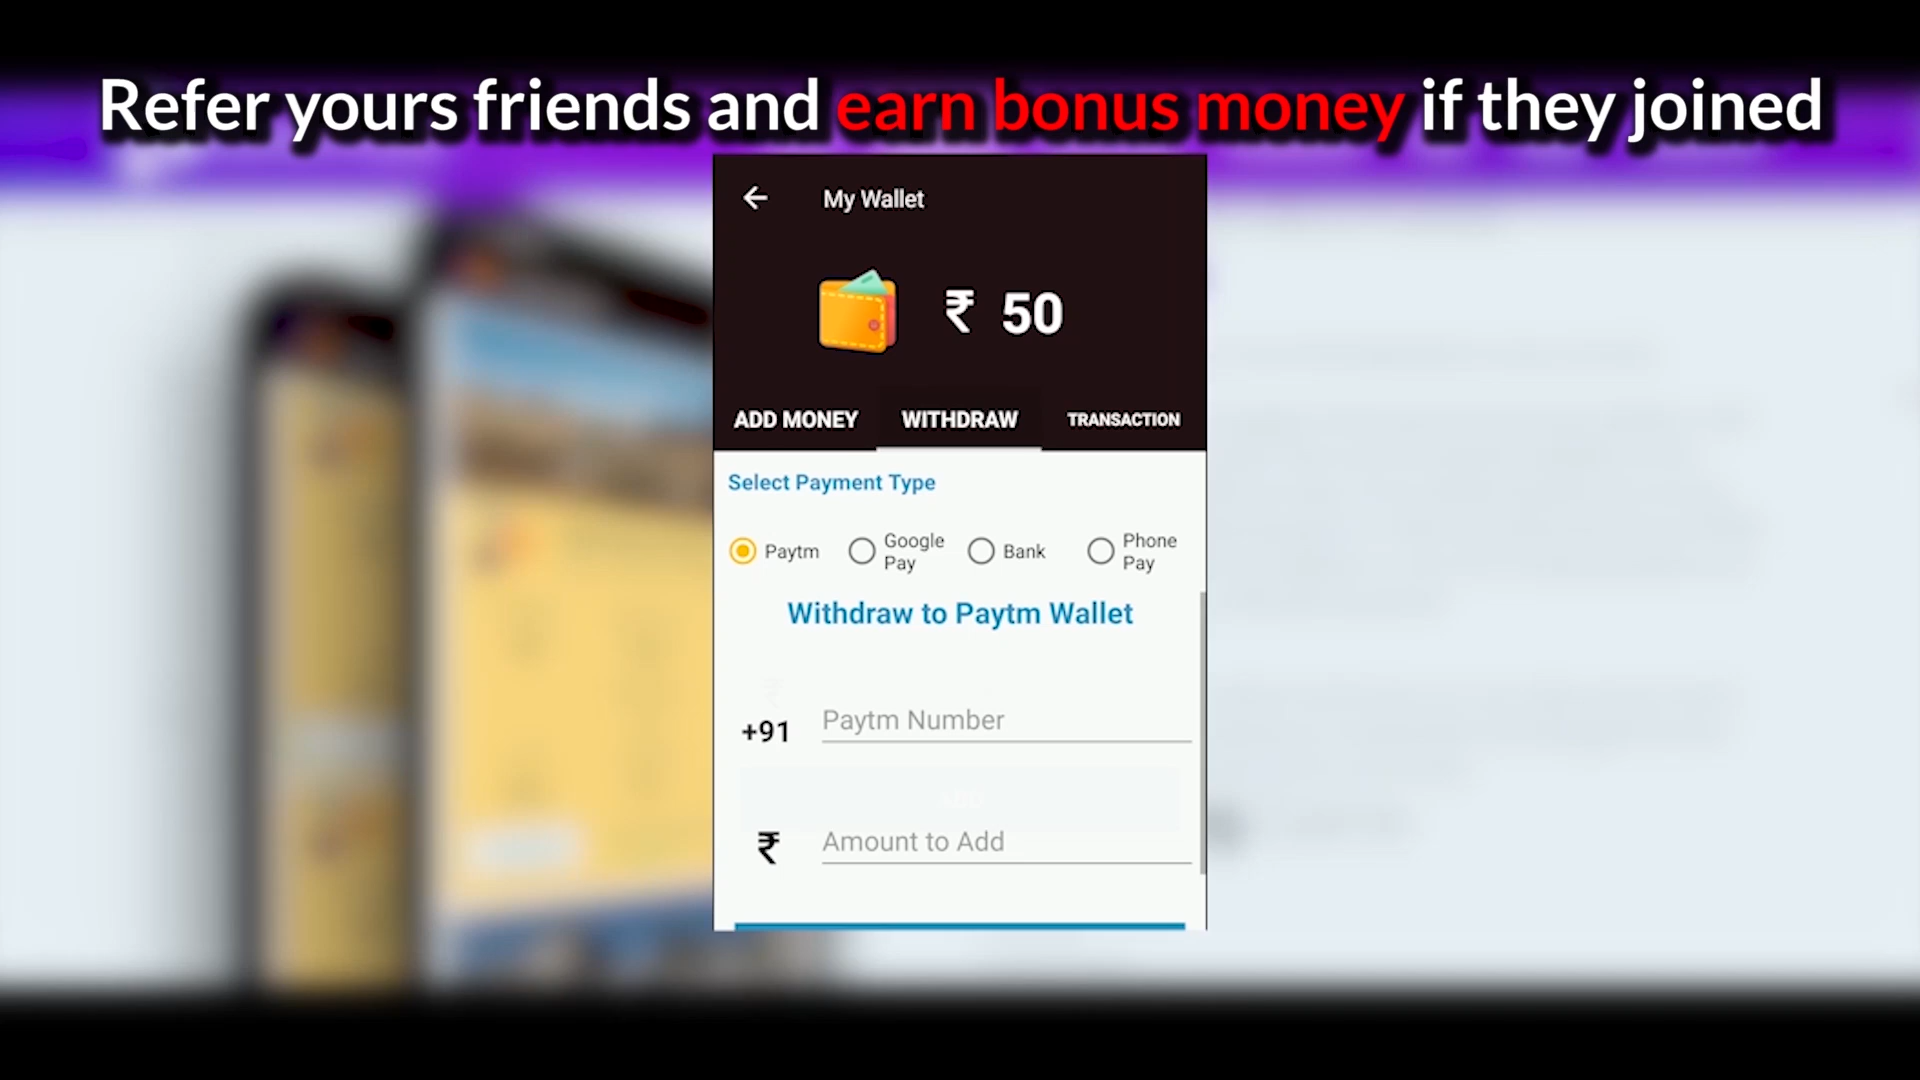 Refer yours friends and earn bonus money if they joined
My Wallet
₹ 50
ADD MONEY WITHDRAW TRANSACTION
Select Payment Type
Paytm Google Pay Bank Phone Pay
Withdraw to Paytm Wallet
+91 Paytm Number
₹ Amount to Add